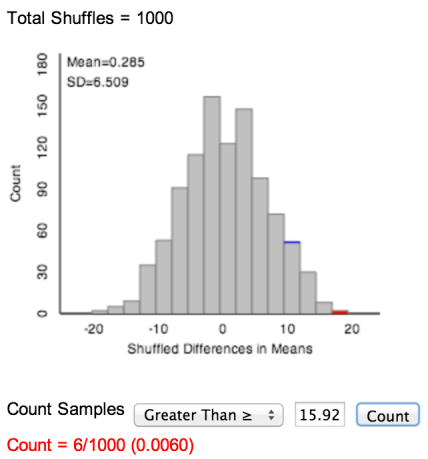 Total Shuffles = 1000
Mean=0.285
SD=6.509
Count
0 30 60 90 120 150 180
-20 -10 0 10 20
Shuffled Differences in Means
Count Samples Greater Than ≥ 15.92 Count
Count = 6/1000 (0.0060)